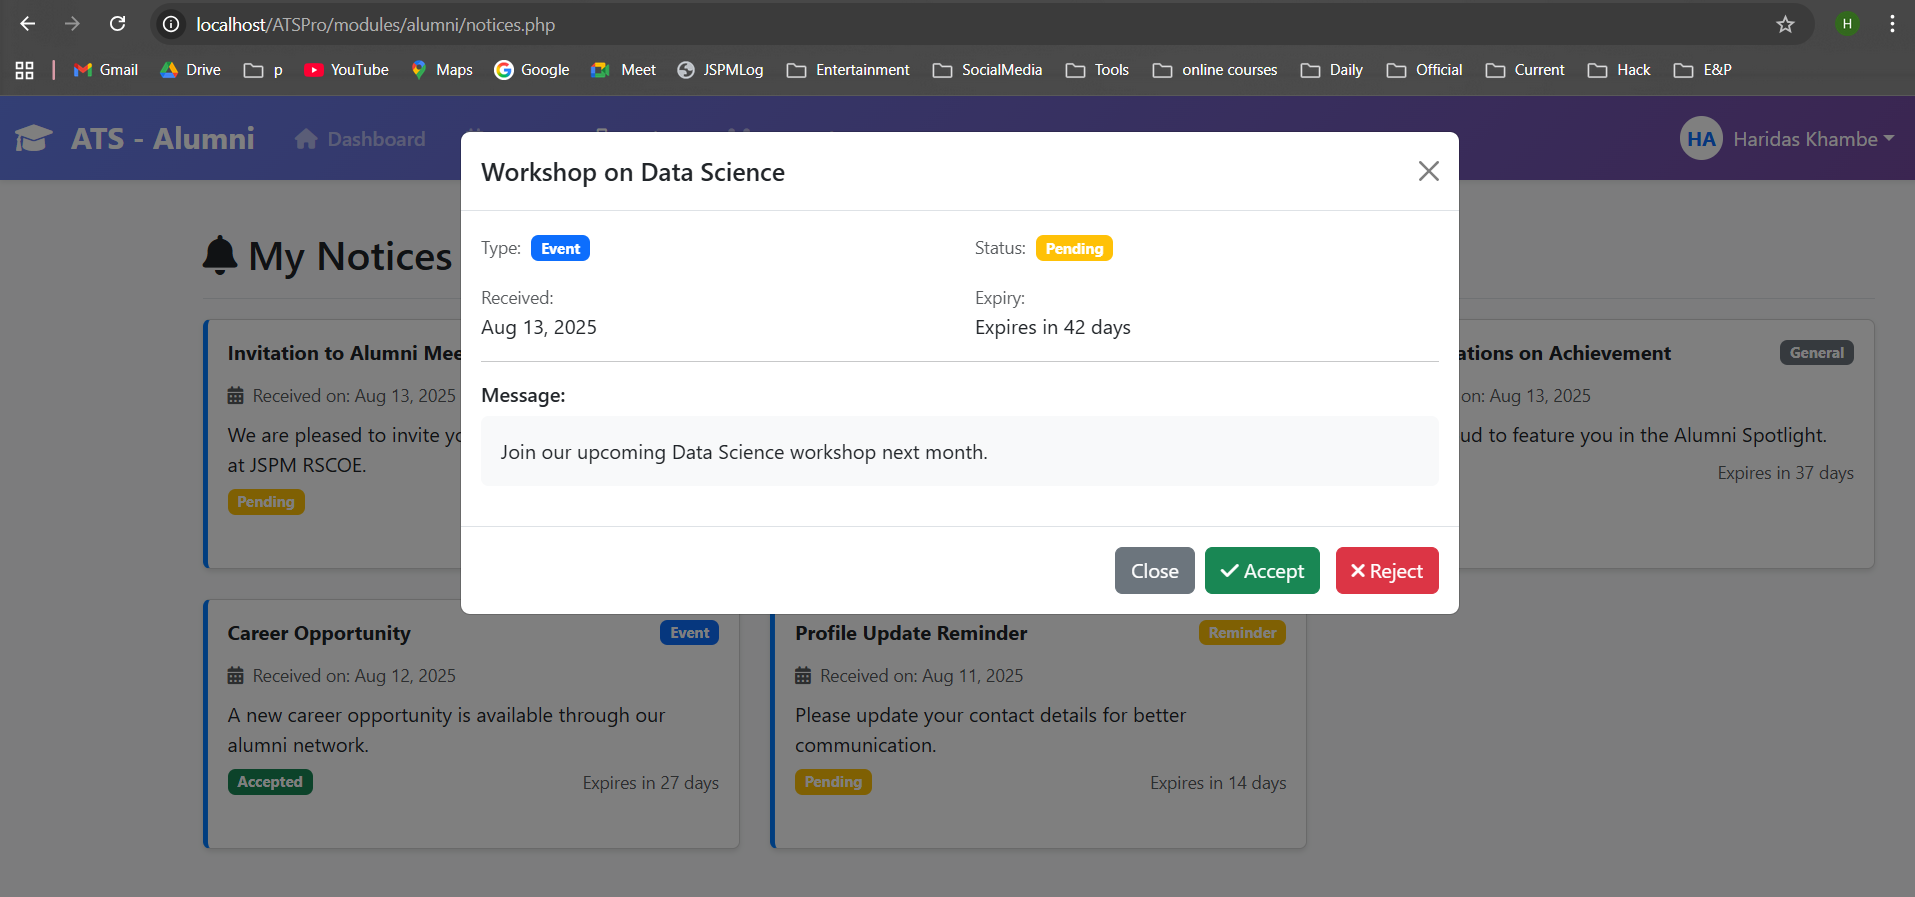 localhost/ATSPro/modules/alumni/notices.php
H
Gmail Drive p YouTube Maps Google Meet JSPMLog Entertainment SocialMedia Tools online courses Daily Official Current Hack E&P
ATS - Alumni Dashboard
HA Haridas Khambe
Workshop on Data Science
Type: Event Status: Pending
Received: Expiry:
Aug 13, 2025 Expires in 42 days
Message:
Join our upcoming Data Science workshop next month.
Close Accept Reject
My Notices
Invitation to Alumni Mee
Received on: Aug 13, 2025
We are pleased to invite yo
at JSPM RSCOE.
Pending
ations on Achievement General
on: Aug 13, 2025
ud to feature you in the Alumni Spotlight.
Expires in 37 days
Career Opportunity Event
Received on: Aug 12, 2025
A new career opportunity is available through our
alumni network.
Accepted Expires in 27 days
Profile Update Reminder Reminder
Received on: Aug 11, 2025
Please update your contact details for better
communication.
Pending Expires in 14 days